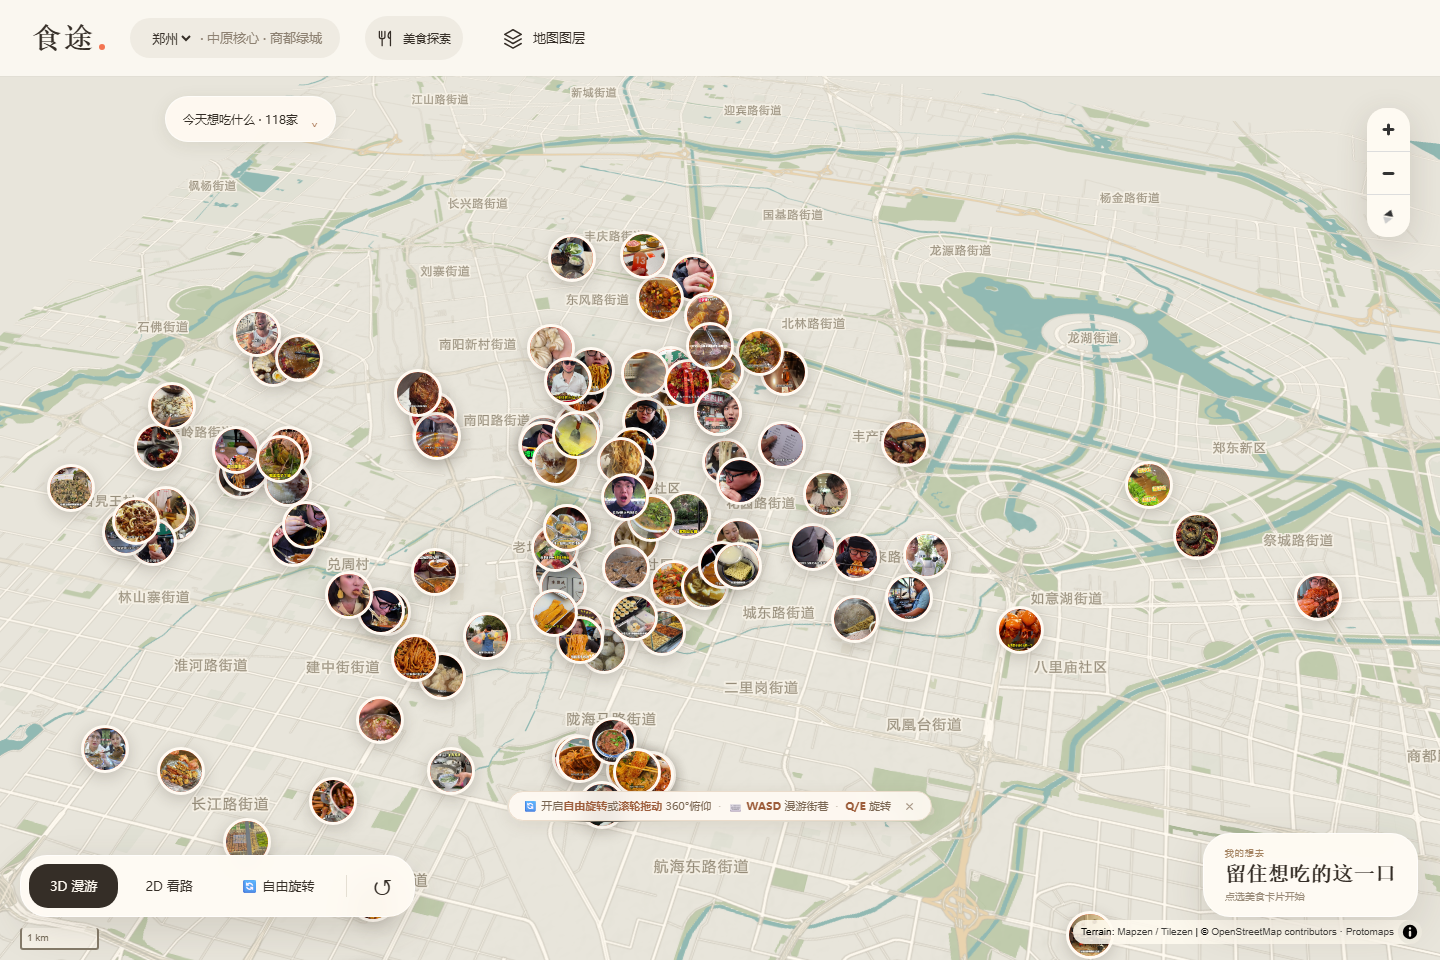 食途.
郑州 · 中原核心 · 商都绿城
美食探索
地图图层
今天想吃什么 · 118家
江山路街道
新城街道
迎宾路街道
枫杨街道
长兴路街道
国基路街道
杨金路街道
丰庆路街
龙源路街道
刘寨街道
东风路街道
石佛街道
北林路街道
南阳新村街道
龙湖街道
南阳路街道
岭路街
丰产
郑东新区
社区
花园路街道
祭城路街道
兑周村
林山寨街道
如意湖街道
城东路街道
淮河路街道
建中街街道
八里庙社区
二里岗街道
陇海马路街道
凤凰台街道
商都
长江路街道
开启自由旋转或滚轮拖动 360°俯仰 · WASD 漫游街巷 · Q/E 旋转 ×
航海东路街道
我的想去
留住想吃的这一口
点选美食卡片开始
3D 漫游
2D 看路
自由旋转
道
1 km
Terrain: Mapzen / Tilezen | © OpenStreetMap contributors · Protomaps